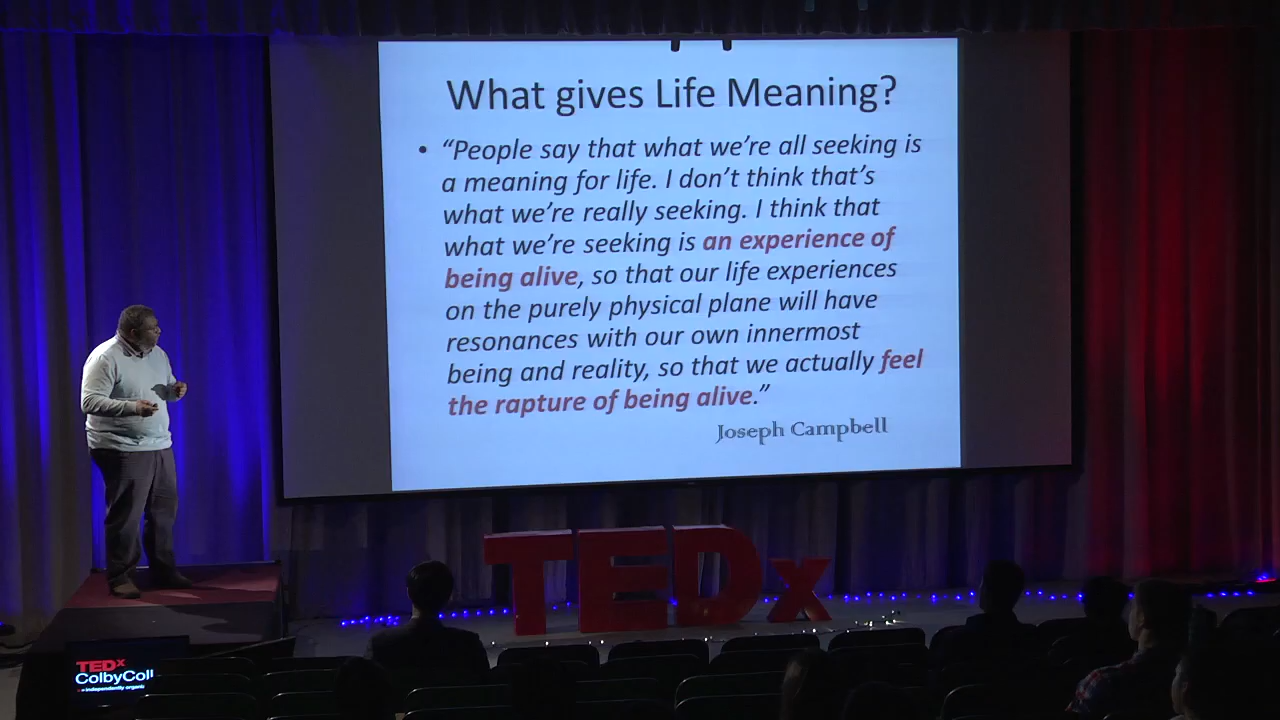 What gives Life Meaning?
• “People say that what we’re all seeking is
a meaning for life. I don’t think that’s
what we’re really seeking. I think that
what we’re seeking is an experience of
being alive, so that our life experiences
on the purely physical plane will have
resonances with our own innermost
being and reality, so that we actually feel
the rapture of being alive.”
Joseph Campbell
TEDx
TEDx
ColbyColl
independently organi